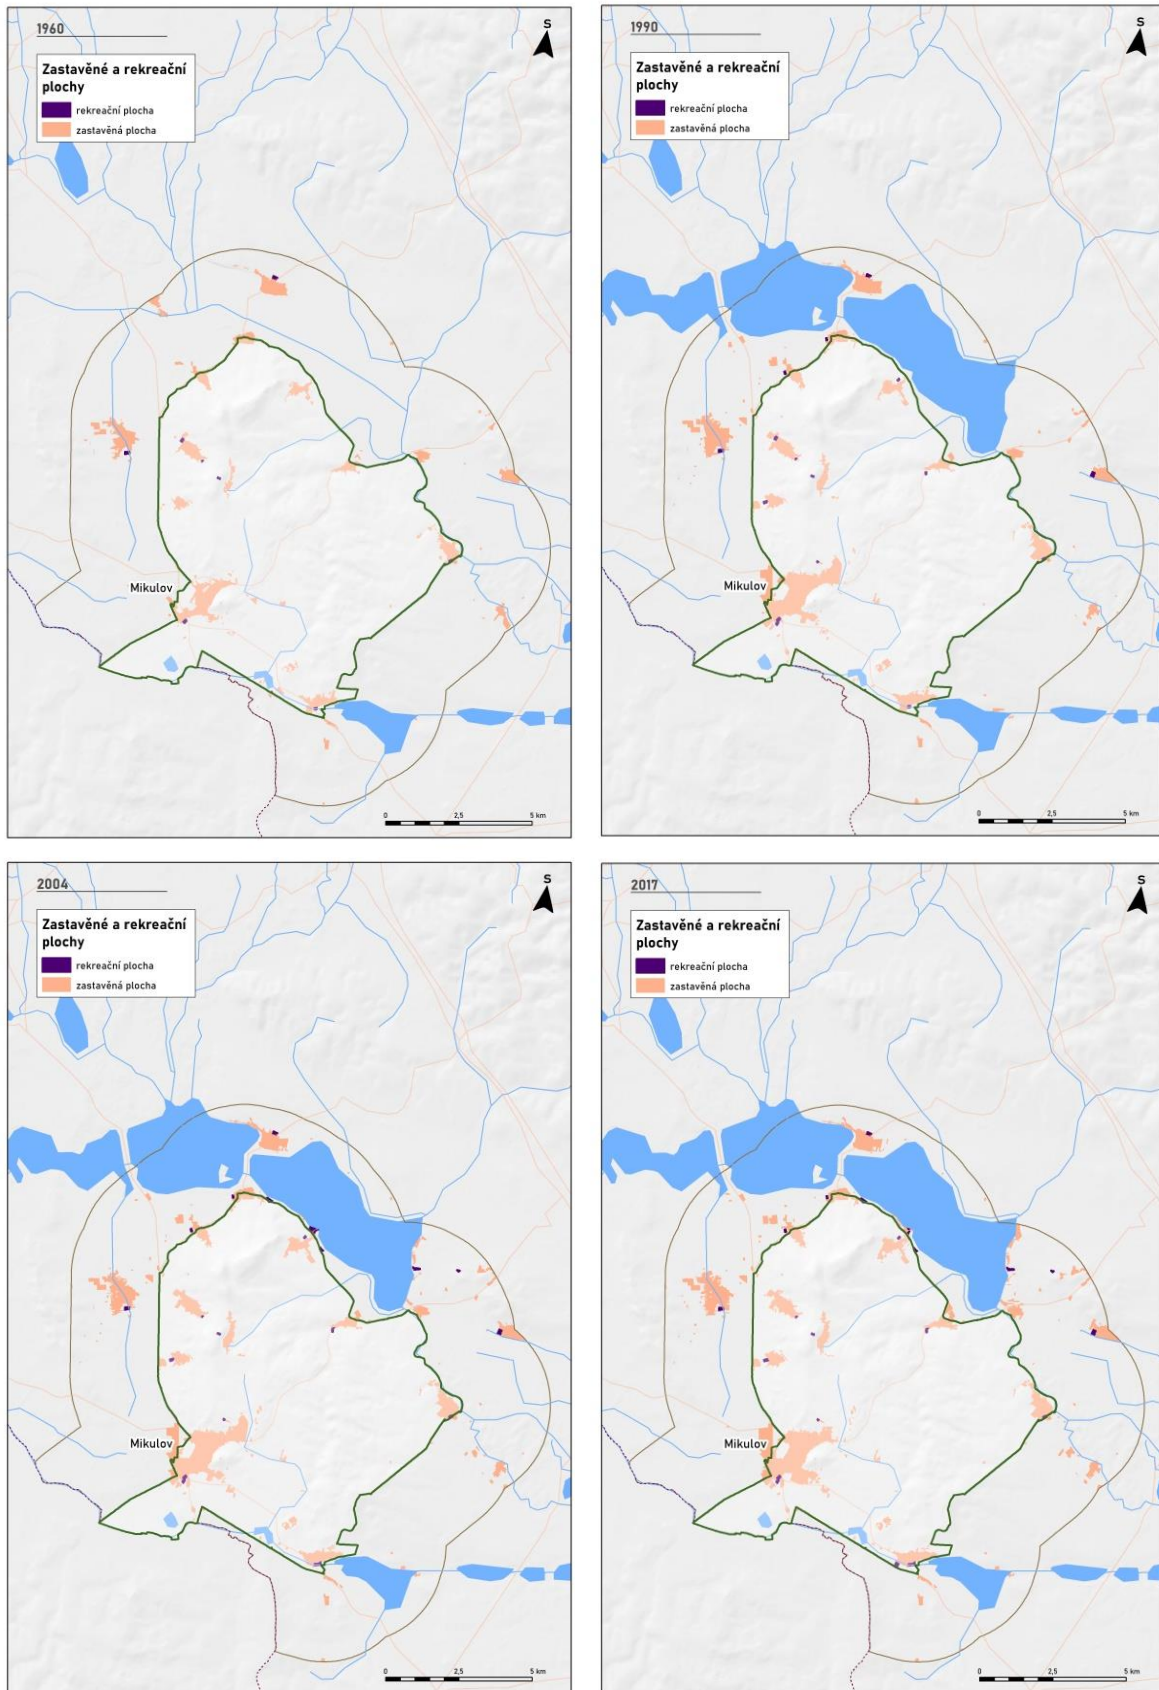 1960
S
Zastavěné a rekreační
plochy
rekreační plocha
zastavěná plocha
Mikulov
0 2,5 5 km
1990
S
Zastavěné a rekreační
plochy
rekreační plocha
zastavěná plocha
Mikulov
0 2,5 5 km
2004
S
Zastavěné a rekreační
plochy
rekreační plocha
zastavěná plocha
Mikulov
0 2,5 5 km
2017
S
Zastavěné a rekreační
plochy
rekreační plocha
zastavěná plocha
Mikulov
0 2,5 5 km